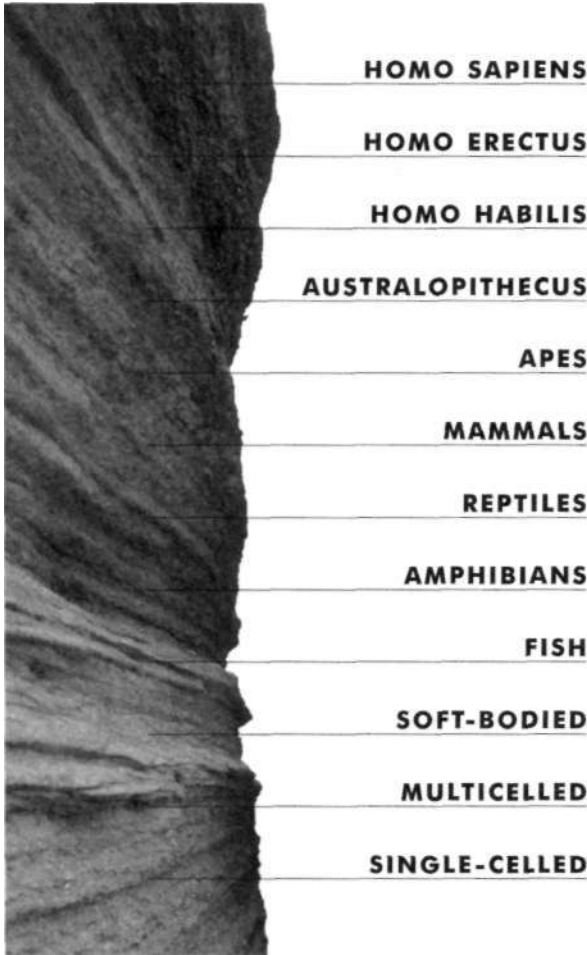 HOMO SAPIENS
HOMO ERECTUS
HOMO HABILIS
AUSTRALOPITHECUS
APES
MAMMALS
REPTILES
AMPHIBIANS
FISH
SOFT-BODIED
MULTICELLED
SINGLE-CELLED